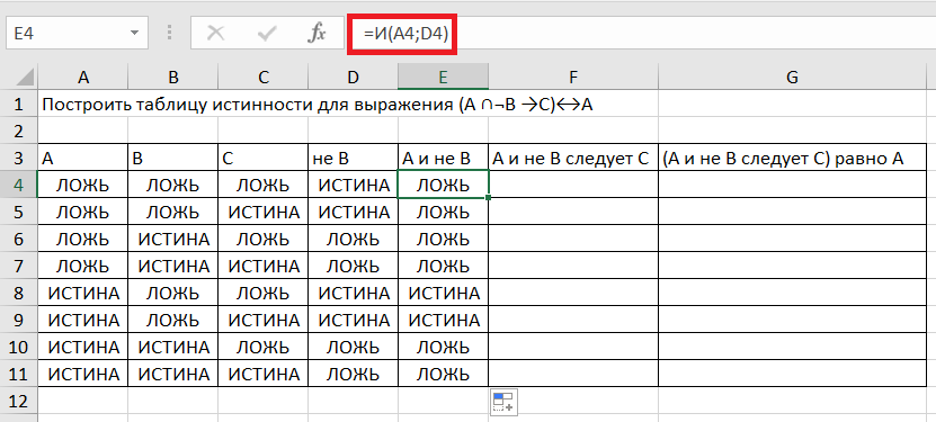 E4 fx =И(A4;D4)
A B C D E F G
1 Построить таблицу истинности для выражения (А ∩¬В →С)↔А
2
3 А В С не В А и не В А и не В следует С (А и не В следует С) равно А
4 ЛОЖЬ ЛОЖЬ ЛОЖЬ ИСТИНА ЛОЖЬ
5 ЛОЖЬ ЛОЖЬ ИСТИНА ИСТИНА ЛОЖЬ
6 ЛОЖЬ ИСТИНА ЛОЖЬ ЛОЖЬ ЛОЖЬ
7 ЛОЖЬ ИСТИНА ИСТИНА ЛОЖЬ ЛОЖЬ
8 ИСТИНА ЛОЖЬ ЛОЖЬ ИСТИНА ИСТИНА
9 ИСТИНА ЛОЖЬ ИСТИНА ИСТИНА ИСТИНА
10 ИСТИНА ИСТИНА ЛОЖЬ ЛОЖЬ ЛОЖЬ
11 ИСТИНА ИСТИНА ИСТИНА ЛОЖЬ ЛОЖЬ
12